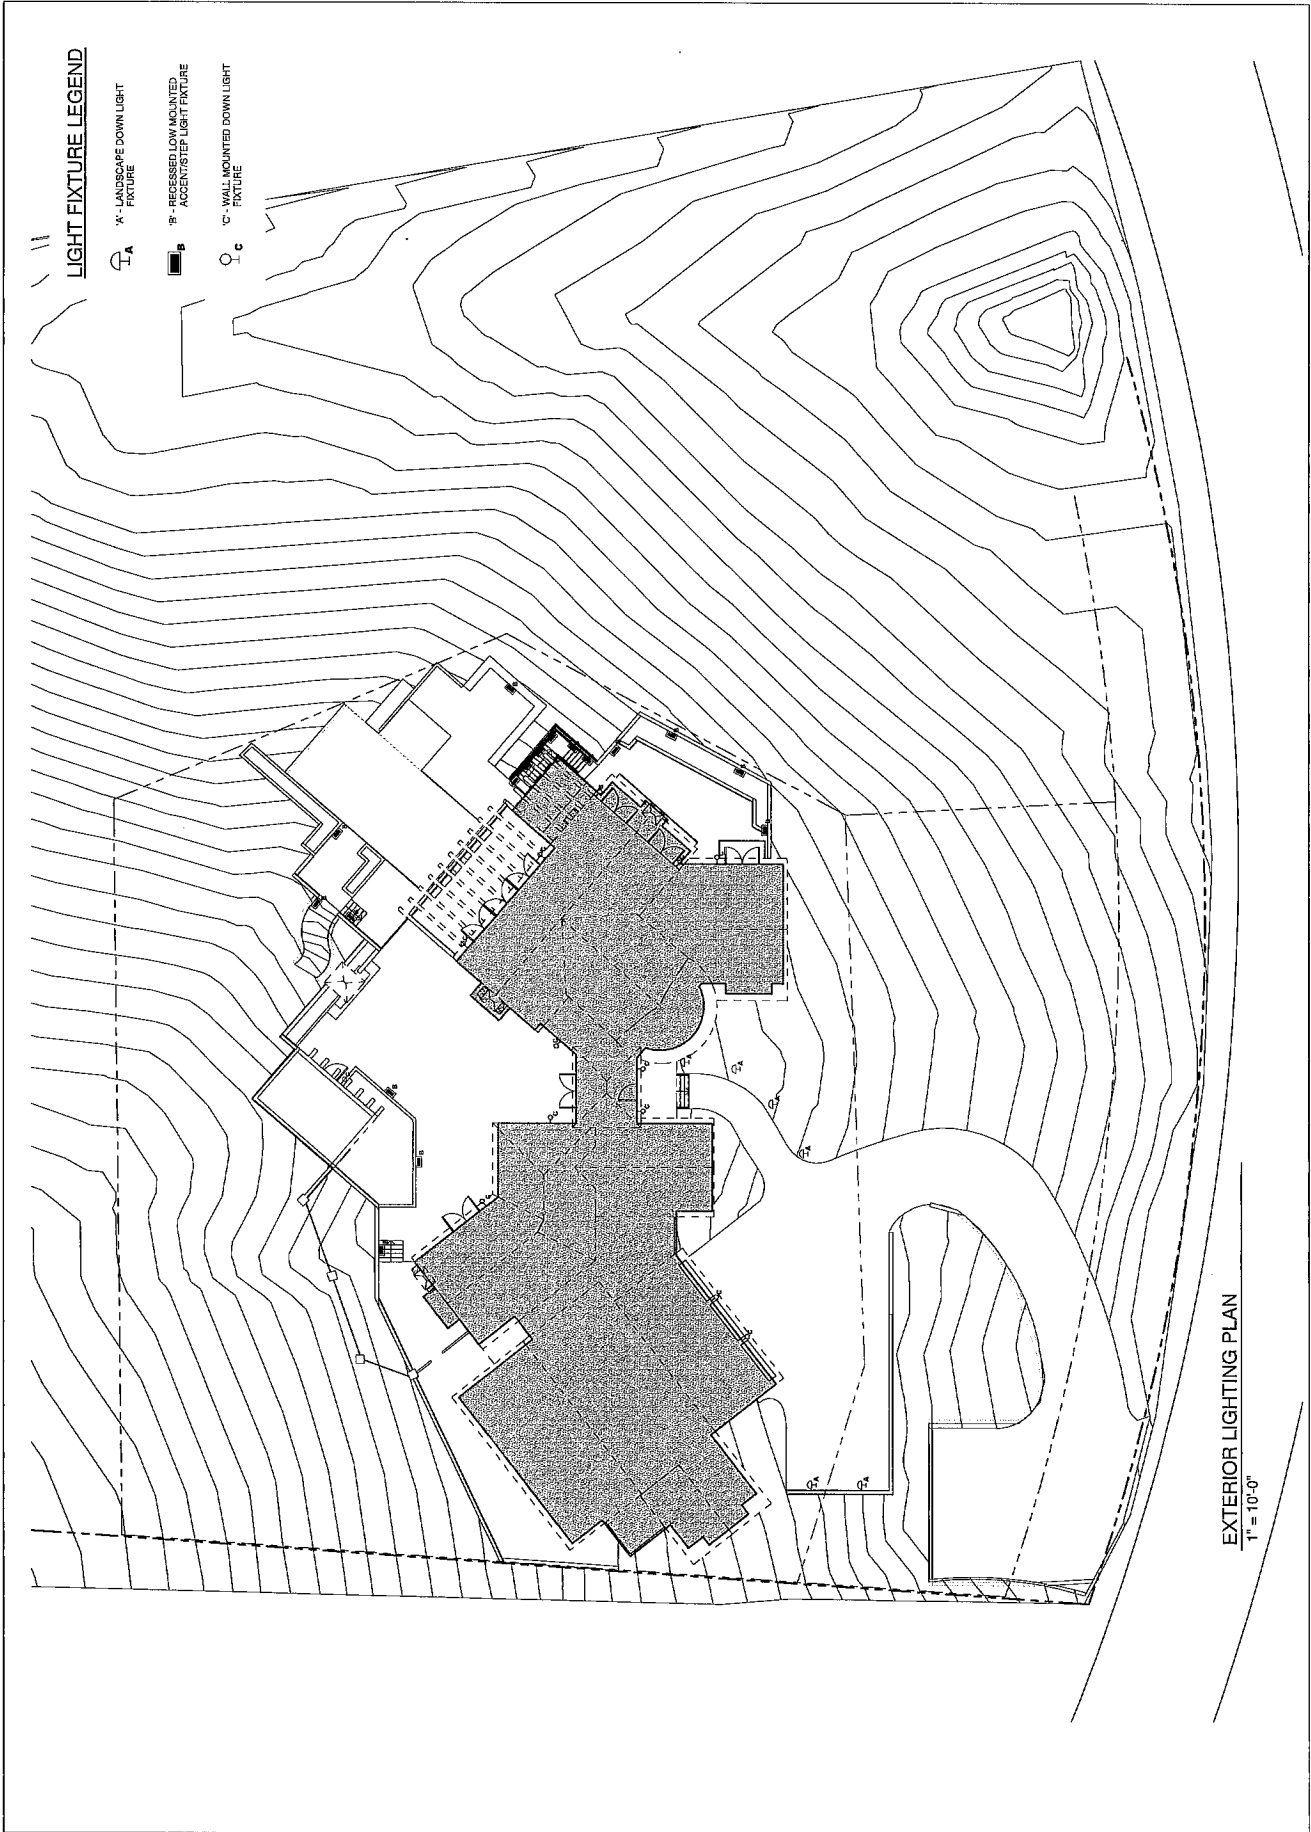 LIGHT FIXTURE LEGEND
A
'A' - LANDSCAPE DOWN LIGHT
FIXTURE
B
'B' - RECESSED LOW MOUNTED
ACCENT/STEP LIGHT FIXTURE
C
'C' - WALL MOUNTED DOWN LIGHT
FIXTURE
B
B
C
C
C
C
A
A
A
A
A
EXTERIOR LIGHTING PLAN
1" = 10'-0"